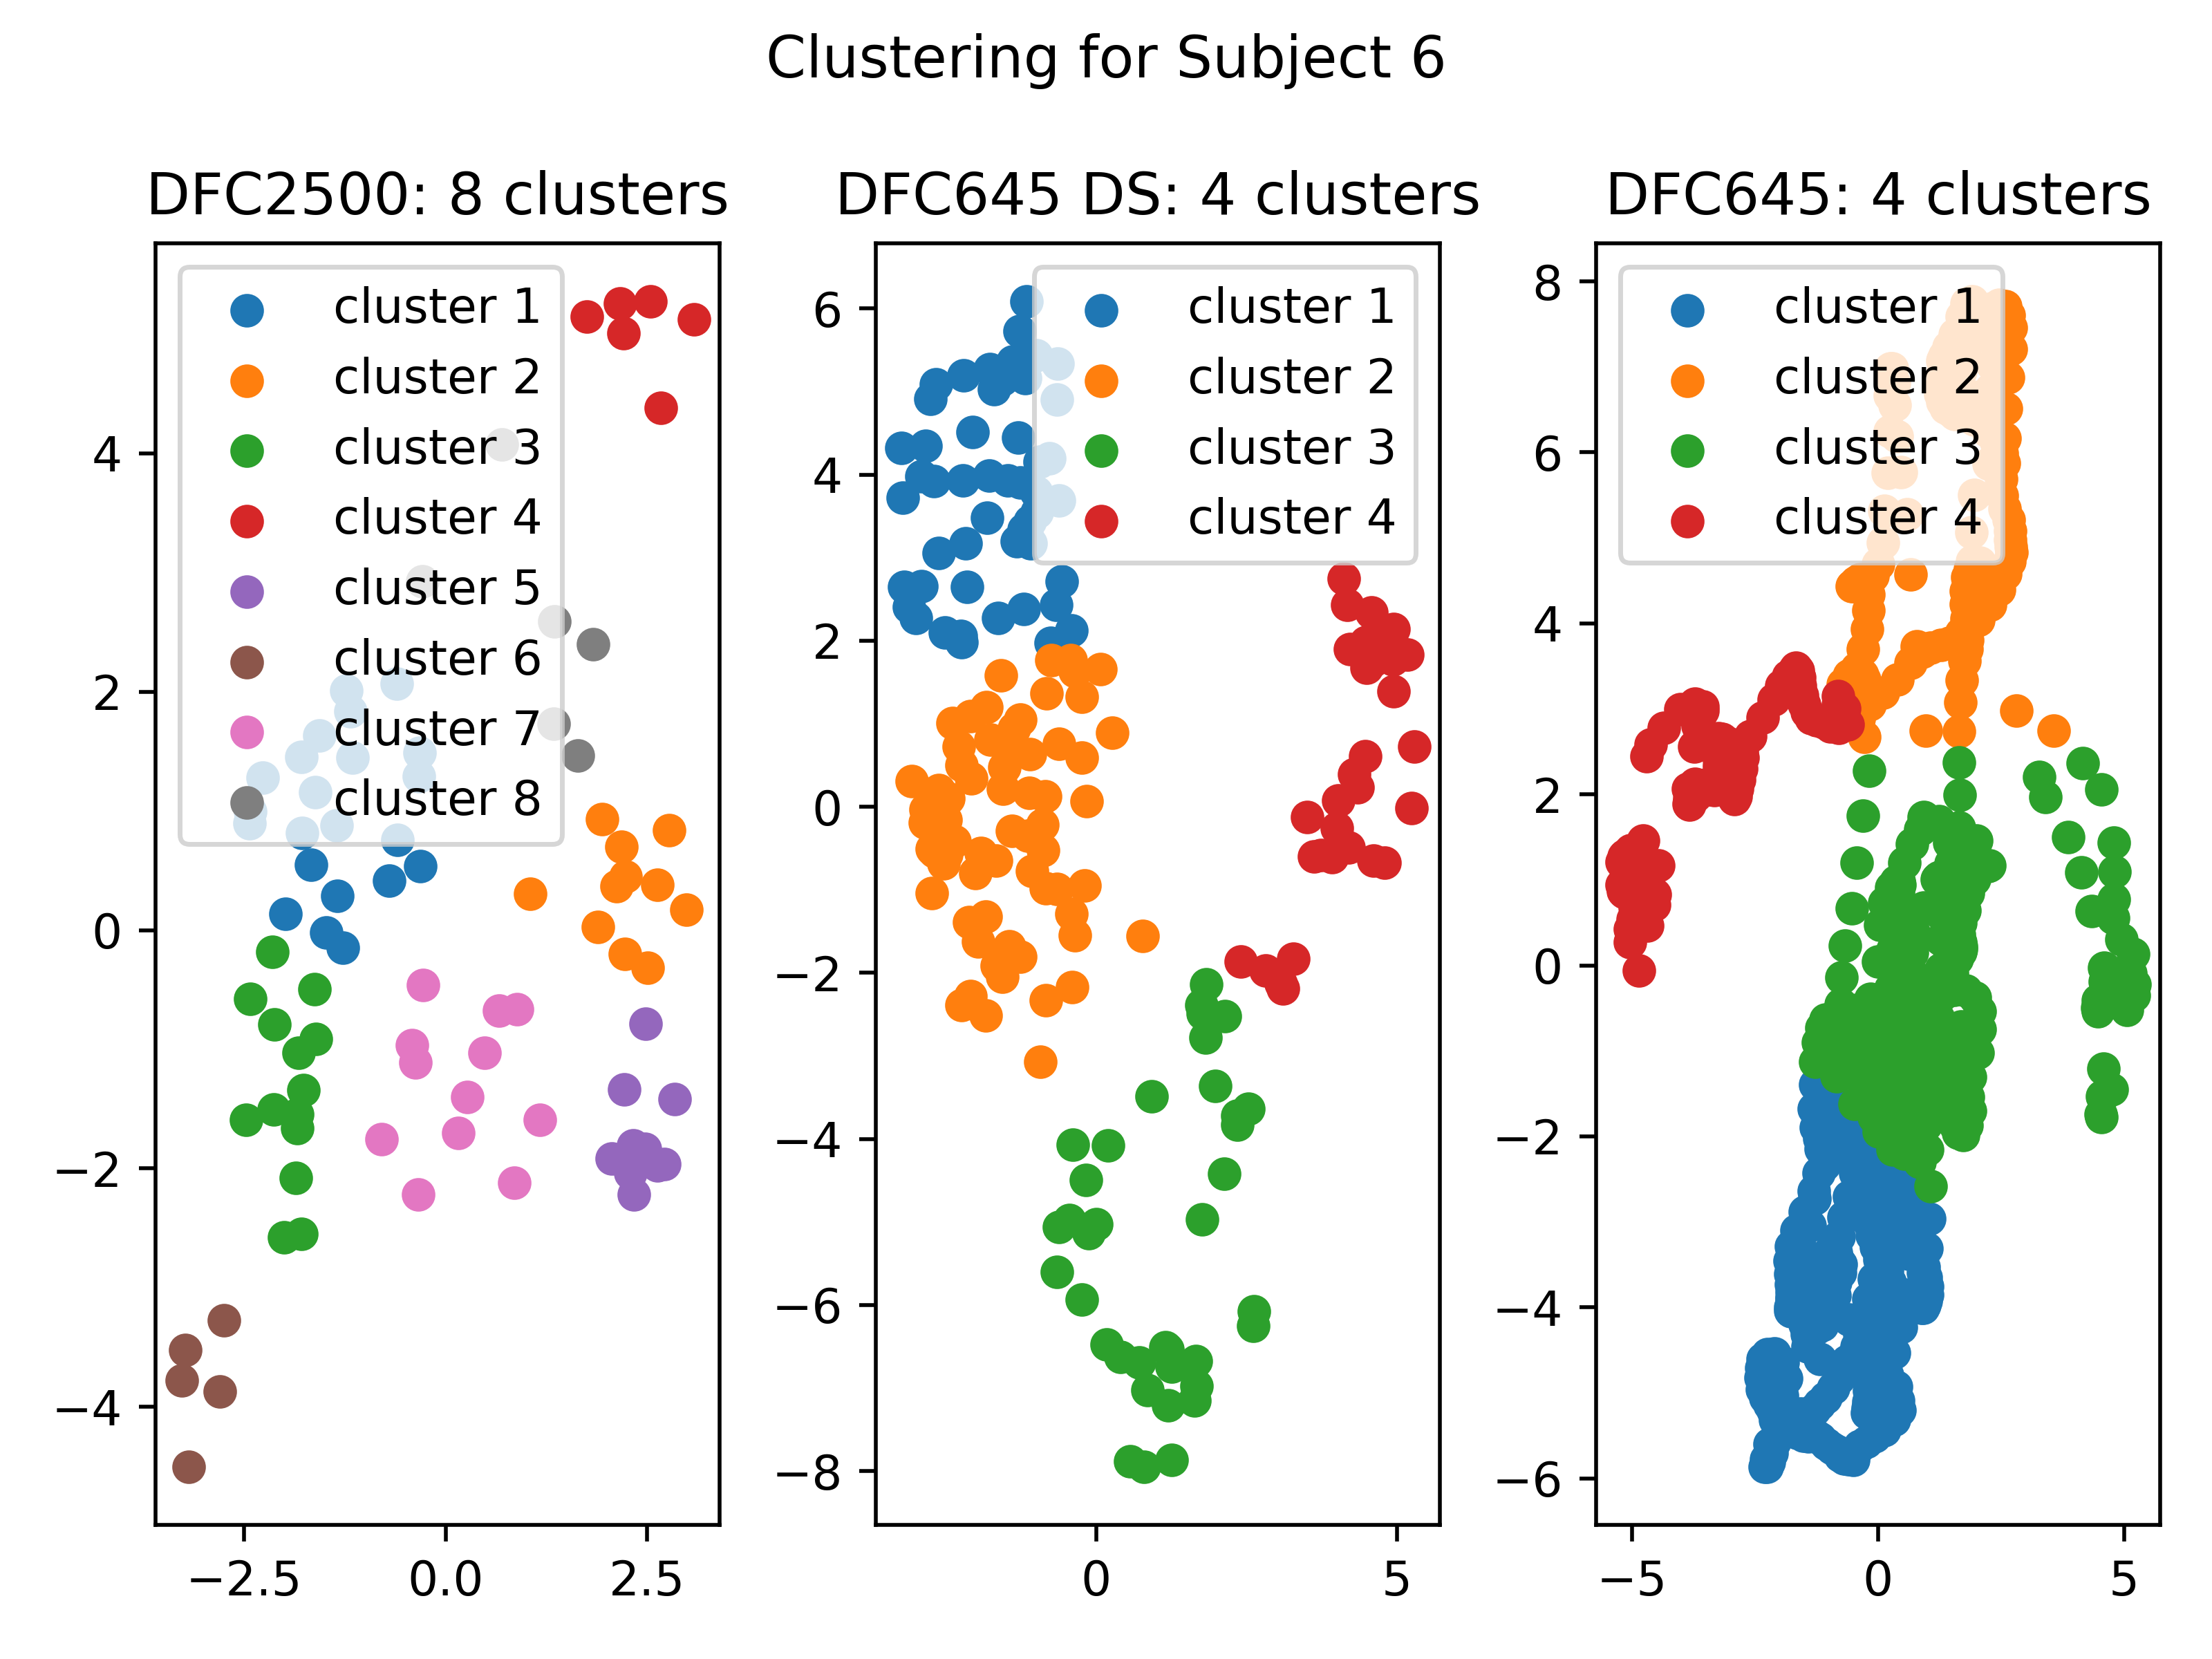 Clustering for Subject 6
DFC2500: 8 clusters
cluster 1
cluster 2
cluster 3
cluster 4
cluster 5
cluster 6
cluster 7
cluster 8
4
2
0
−2
−4
−2.5
0.0
2.5
DFC645 DS: 4 clusters
cluster 1
cluster 2
cluster 3
cluster 4
6
4
2
0
−2
−4
−6
−8
0
5
DFC645: 4 clusters
cluster 1
cluster 2
cluster 3
cluster 4
8
6
4
2
0
−2
−4
−6
−5
0
5